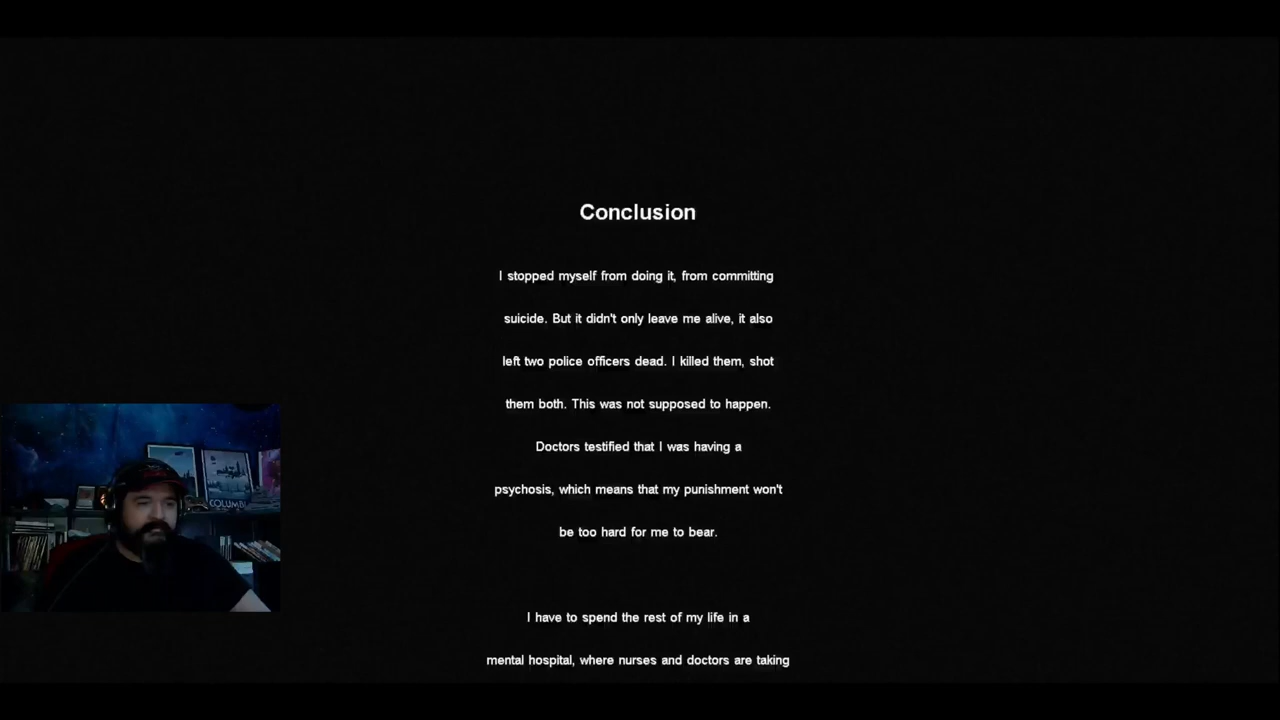 Conclusion
I stopped myself from doing it, from committing
suicide. But it didn't only leave me alive, it also
left two police officers dead. I killed them, shot
them both. This was not supposed to happen.
Doctors testified that I was having a
psychosis, which means that my punishment won't
be too hard for me to bear.
I have to spend the rest of my life in a
mental hospital, where nurses and doctors are taking
COLUMBI